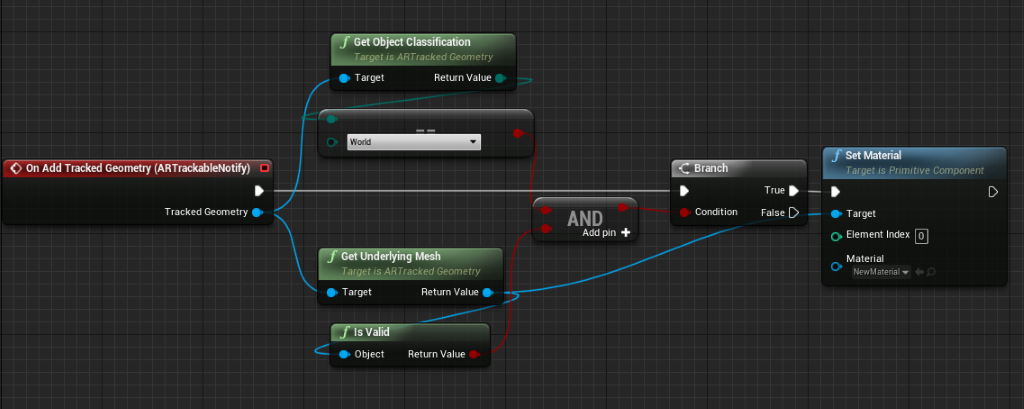 f Get Object Classification
Target is ARTracked Geometry
Target
Return Value
==
World
On Add Tracked Geometry (ARTrackableNotify)
Tracked Geometry
AND
Add pin +
Branch
True
Condition
False
f Set Material
Target is Primitive Component
Target
Element Index 0
Material
NewMaterial
f Get Underlying Mesh
Target is ARTracked Geometry
Target
Return Value
f Is Valid
Object
Return Value